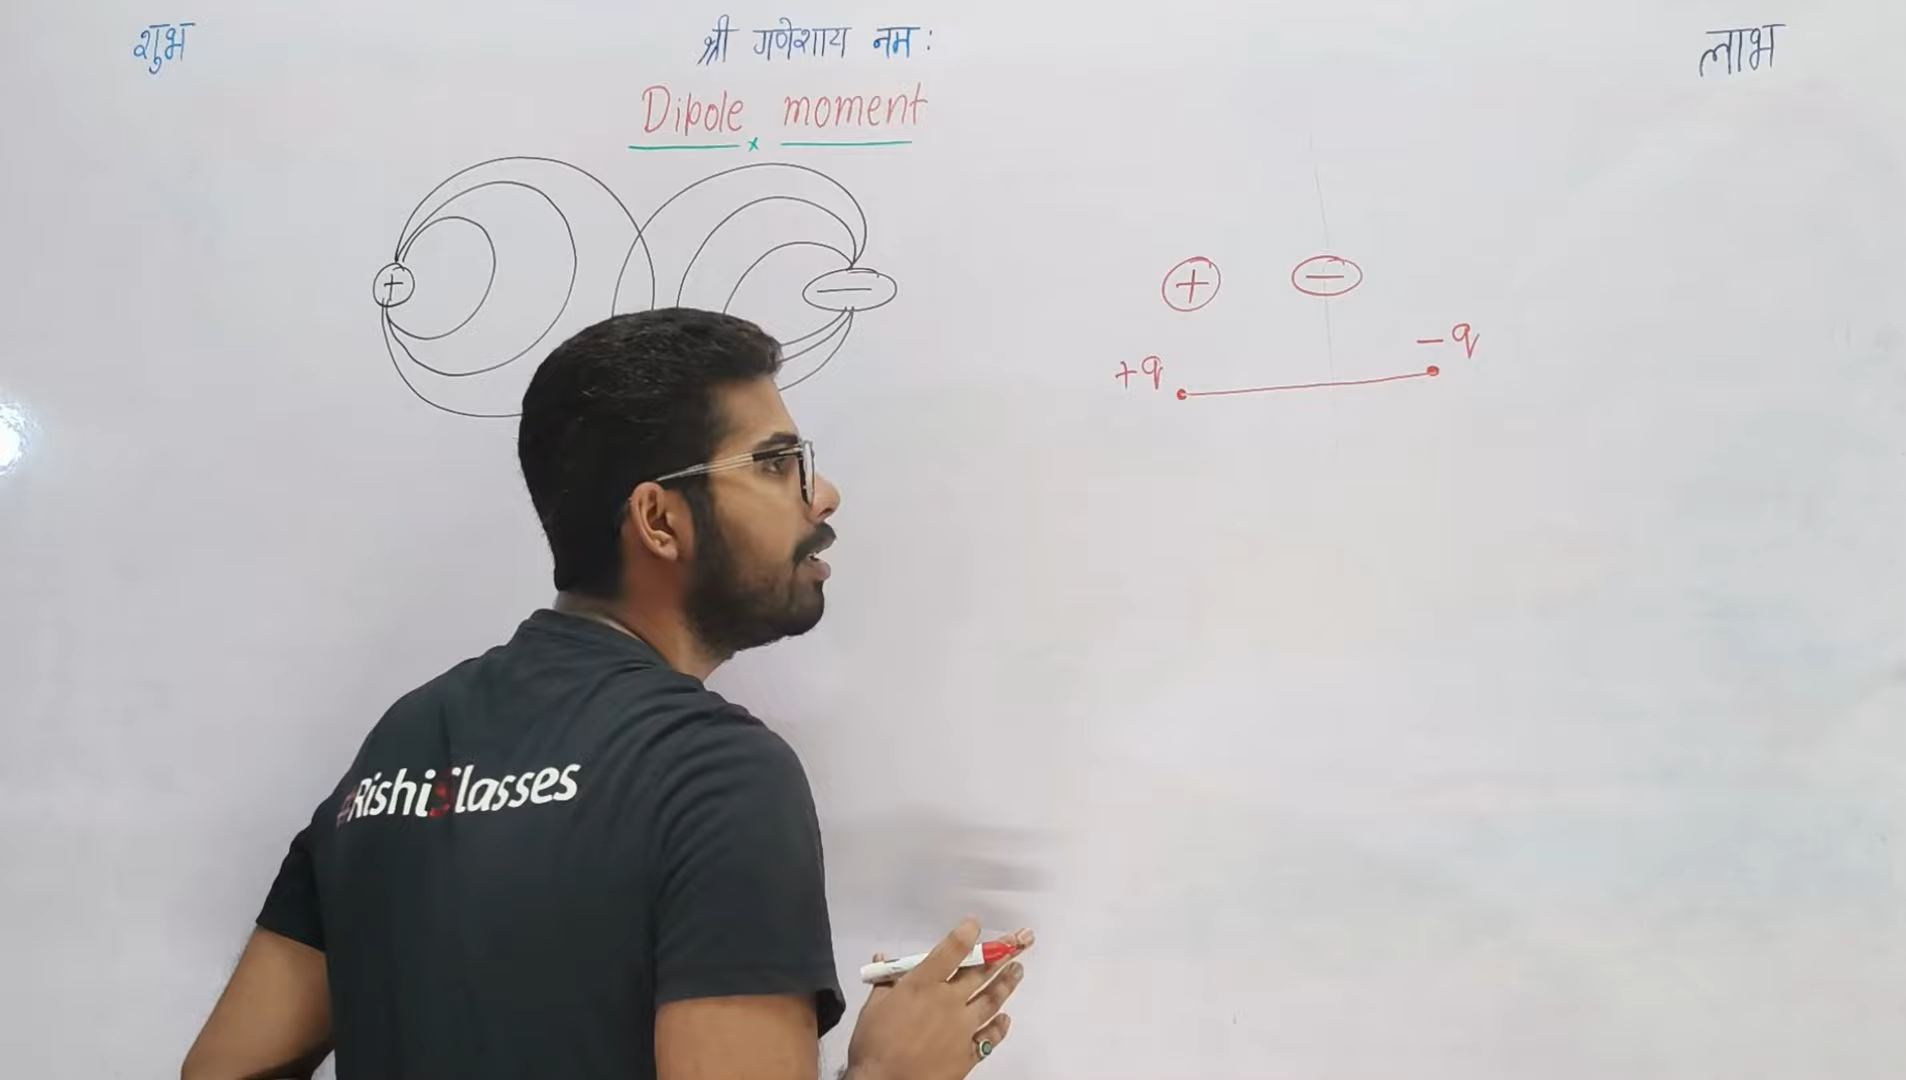 शुभ
श्री गणेशाय नम:
लाभ
Dipole moment
x
+ −
+ −
− q
+q
#RishiClasses